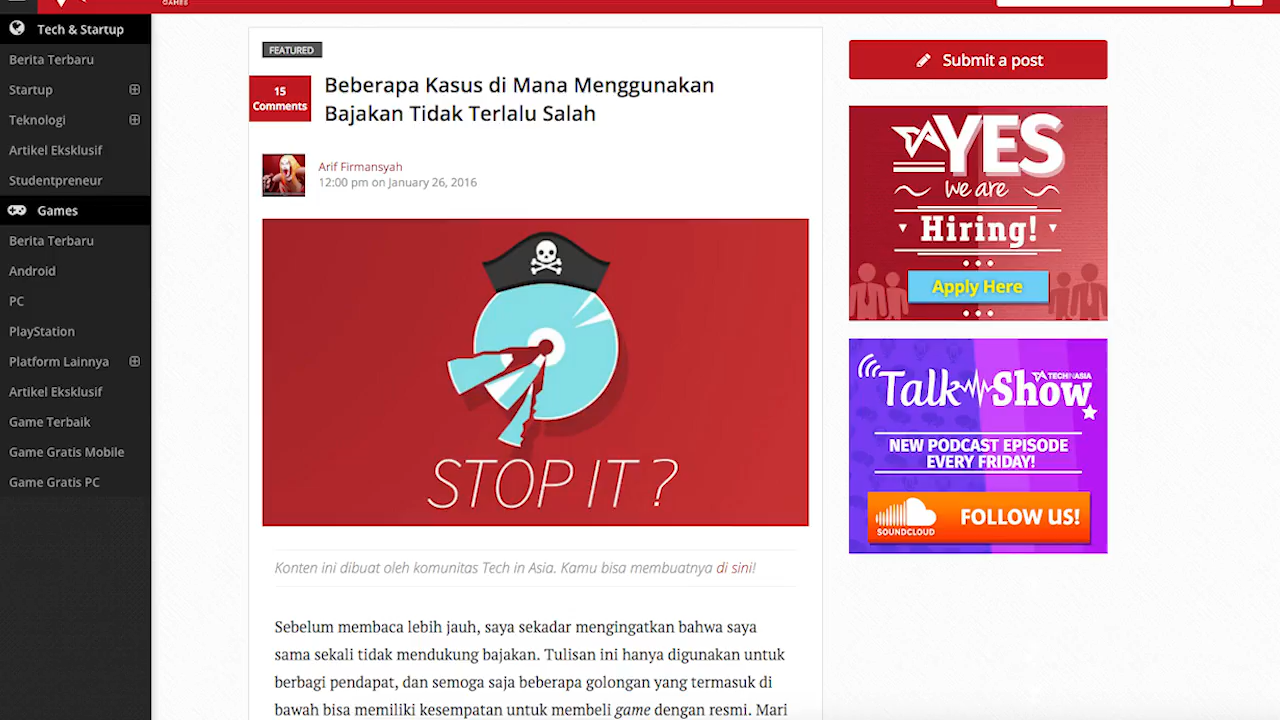 GAMES
Tech & Startup
Berita Terbaru
Startup
Teknologi
Artikel Eksklusif
Studentpreneur
Games
Berita Terbaru
Android
PC
PlayStation
Platform Lainnya
Artikel Eksklusif
Game Terbaik
Game Gratis Mobile
Game Gratis PC
FEATURED
15
Comments
Beberapa Kasus di Mana Menggunakan
Bajakan Tidak Terlalu Salah
Arif Firmansyah
12:00 pm on January 26, 2016
STOP IT ?
Konten ini dibuat oleh komunitas Tech in Asia. Kamu bisa membuatnya di sini!
Sebelum membaca lebih jauh, saya sekadar mengingatkan bahwa saya
sama sekali tidak mendukung bajakan. Tulisan ini hanya digunakan untuk
berbagi pendapat, dan semoga saja beberapa golongan yang termasuk di
bawah bisa memiliki kesempatan untuk membeli game dengan resmi. Mari
Submit a post
YES
we are
Hiring!
Apply Here
TECHINASIA
Talk Show
NEW PODCAST EPISODE
EVERY FRIDAY!
SOUNDCLOUD
FOLLOW US!